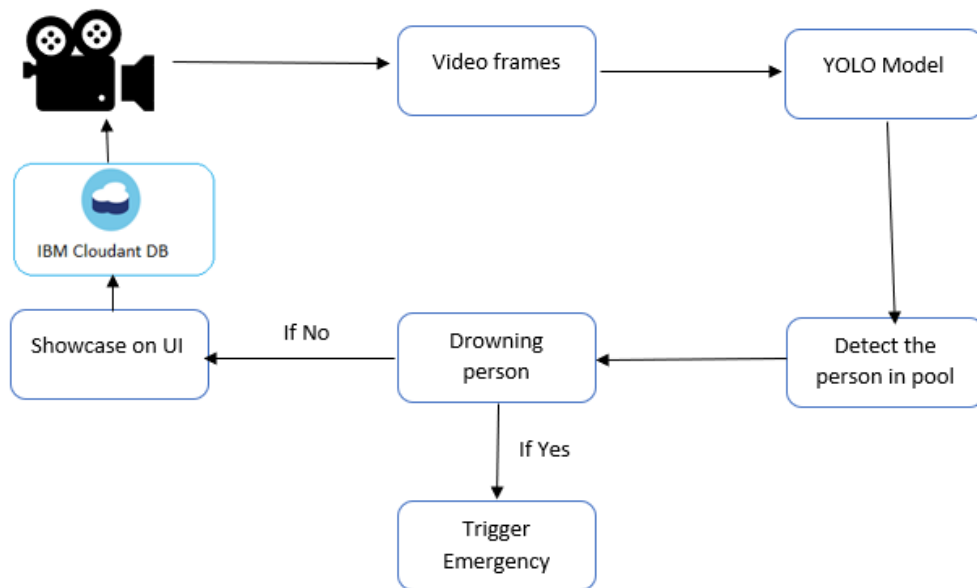 Video frames
YOLO Model
IBM Cloudant DB
Showcase on UI
If No
Drowning
person
Detect the
person in pool
If Yes
Trigger
Emergency